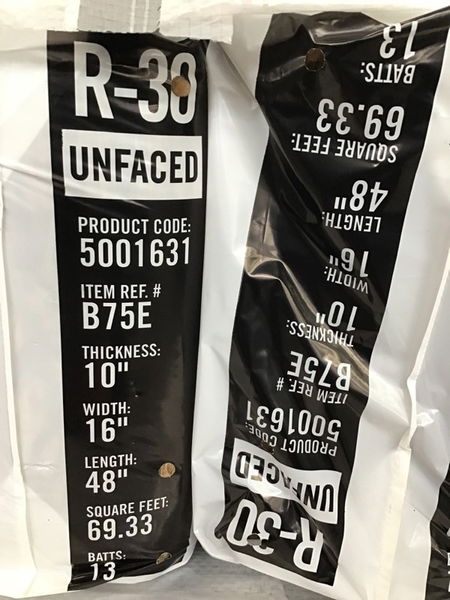 R-30
UNFACED
PRODUCT CODE:
5001631
ITEM REF. #
B75E
THICKNESS:
10"
WIDTH:
16"
LENGTH:
48"
SQUARE FEET:
69.33
BATTS:
13
R-30
UNFACED
PRODUCT CODE:
5001631
ITEM REF. #
B75E
THICKNESS:
10"
WIDTH:
16"
LENGTH:
48"
SQUARE FEET:
69.33
BATTS:
13